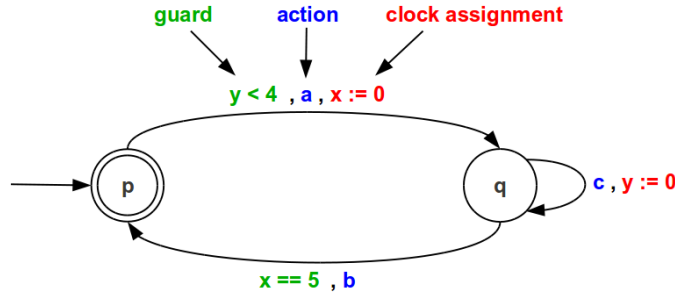 guard action clock assignment
y < 4 , a , x := 0
p q
c , y := 0
x == 5 , b